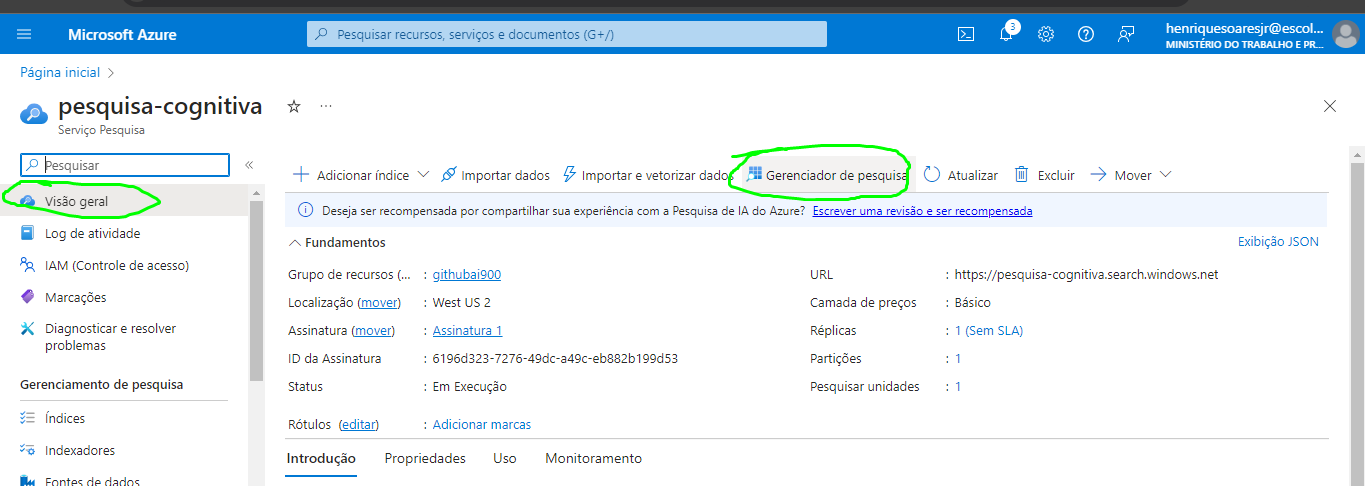 Microsoft Azure
Pesquisar recursos, serviços e documentos (G+/)
3
henriquesoaresjr@escol...
MINISTÉRIO DO TRABALHO E PR...
Página inicial
pesquisa-cognitiva
Serviço Pesquisa
Pesquisar
Visão geral
Log de atividade
IAM (Controle de acesso)
Marcações
Diagnosticar e resolver
problemas
Gerenciamento de pesquisa
Índices
Indexadores
Fontes de dados
Adicionar índice Importar dados Importar e vetorizar dados Gerenciador de pesquisa Atualizar Excluir Mover
Deseja ser recompensada por compartilhar sua experiência com a Pesquisa de IA do Azure? Escrever uma revisão e ser recompensada
Fundamentos
Exibição JSON
Grupo de recursos (... : githubai900
Localização (mover) : West US 2
Assinatura (mover) : Assinatura 1
ID da Assinatura : 6196d323-7276-49dc-a49c-eb882b199d53
Status : Em Execução
URL : https://pesquisa-cognitiva.search.windows.net
Camada de preços : Básico
Réplicas : 1 (Sem SLA)
Partições : 1
Pesquisar unidades : 1
Rótulos (editar) : Adicionar marcas
Introdução Propriedades Uso Monitoramento